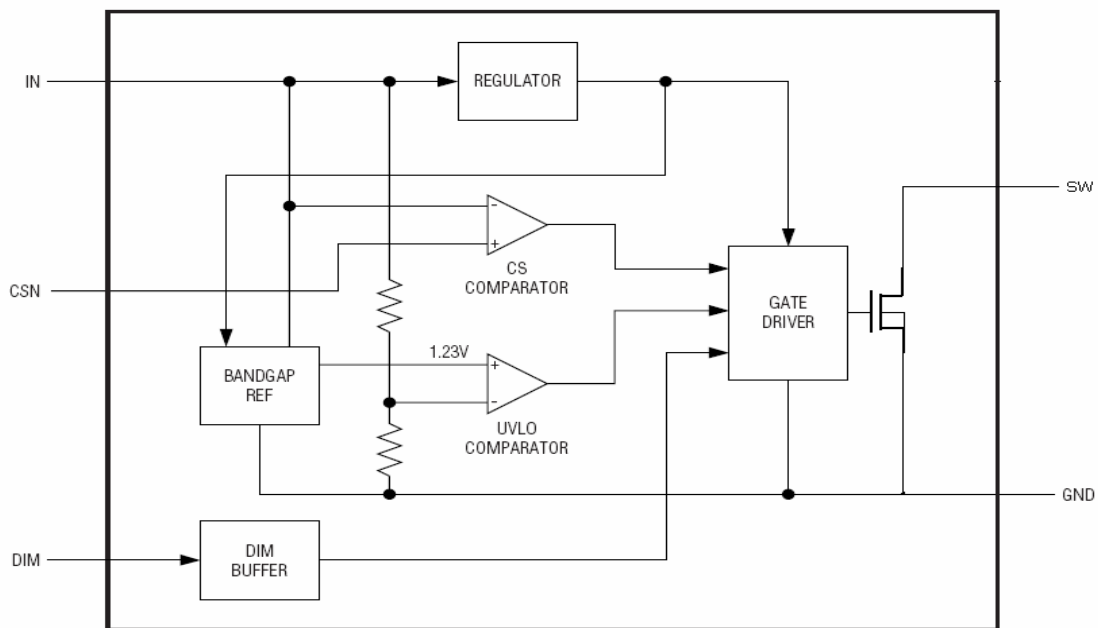 IN
REGULATOR
SW
-
+
CS
COMPARATOR
CSN
GATE
DRIVER
1.23V
BANDGAP
REF
+
-
UVLO
COMPARATOR
GND
DIM
DIM
BUFFER